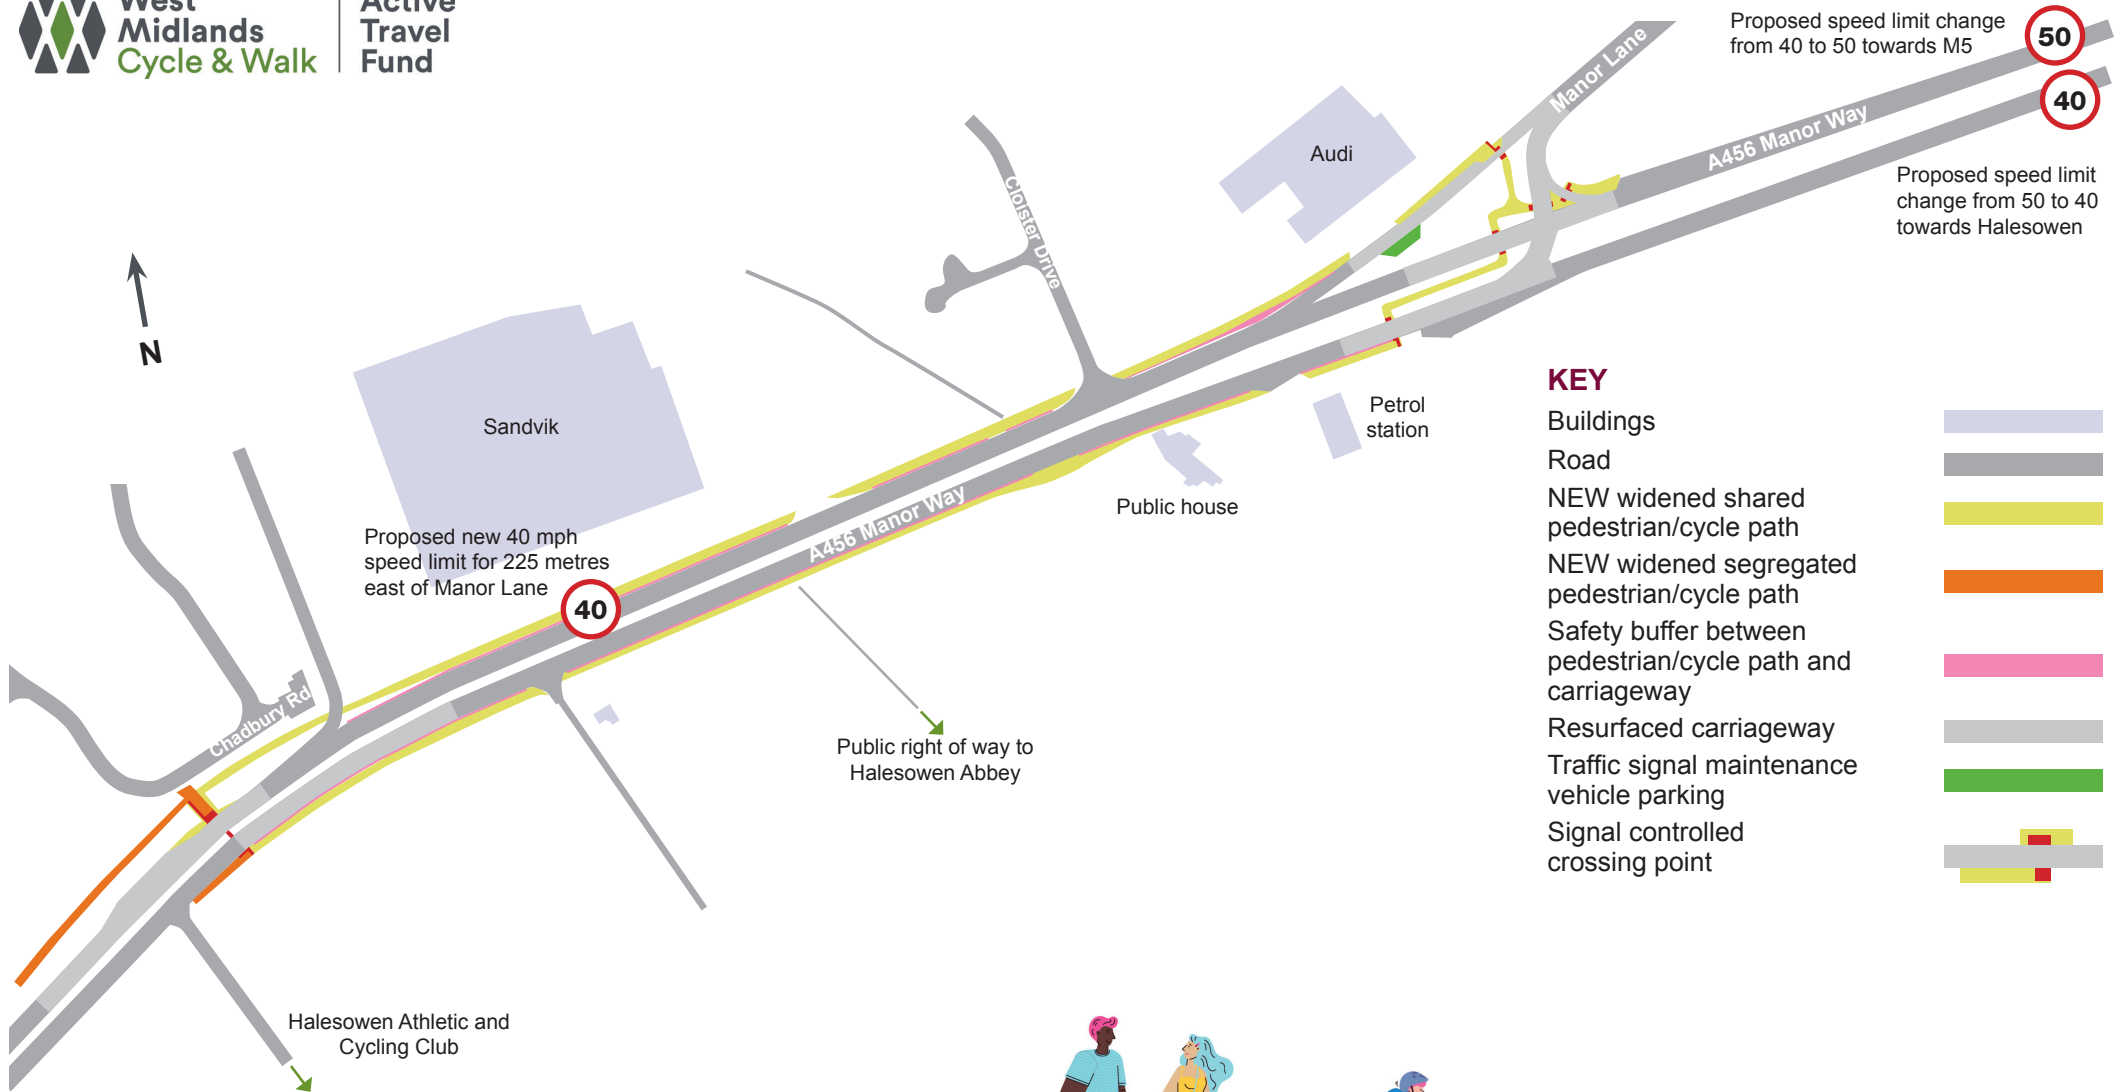 West
Midlands
Cycle & Walk
Active
Travel
Fund
Proposed speed limit change
from 40 to 50 towards M5
50
40
Manor Lane
A456 Manor Way
Proposed speed limit
change from 50 to 40
towards Halesowen
Audi
Cloister Drive
N
Sandvik
Petrol
station
Public house
A456 Manor Way
Proposed new 40 mph
speed limit for 225 metres
east of Manor Lane
40
Chadbury Rd
Public right of way to
Halesowen Abbey
Halesowen Athletic and
Cycling Club
KEY
Buildings
Road
NEW widened shared
pedestrian/cycle path
NEW widened segregated
pedestrian/cycle path
Safety buffer between
pedestrian/cycle path and
carriageway
Resurfaced carriageway
Traffic signal maintenance
vehicle parking
Signal controlled
crossing point